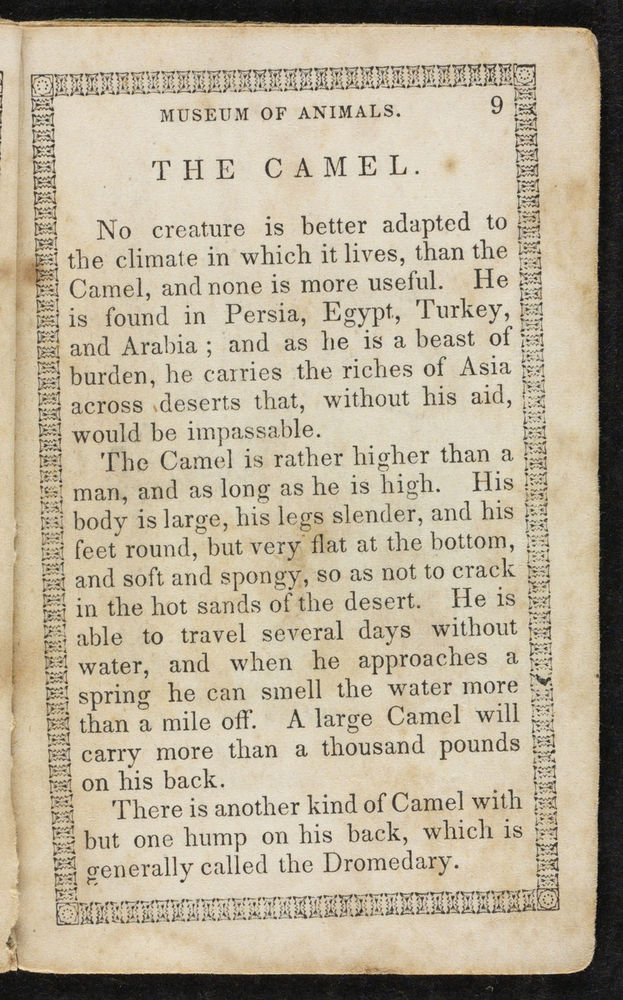 MUSEUM OF ANIMALS. 9
THE CAMEL.
No creature is better adapted to
the climate in which it lives, than the
Camel, and none is more useful. He
is found in Persia, Egypt, Turkey,
and Arabia ; and as he is a beast of
burden, he carries the riches of Asia
across deserts that, without his aid,
would be impassable.
The Camel is rather higher than a
man, and as long as he is high. His
body is large, his legs slender, and his
feet round, but very flat at the bottom,
and soft and spongy, so as not to crack
in the hot sands of the desert. He is
able to travel several days without
water, and when he approaches a
spring he can smell the water more
than a mile off. A large Camel will
carry more than a thousand pounds
on his back.
There is another kind of Camel with
but one hump on his back, which is
generally called the Dromedary.